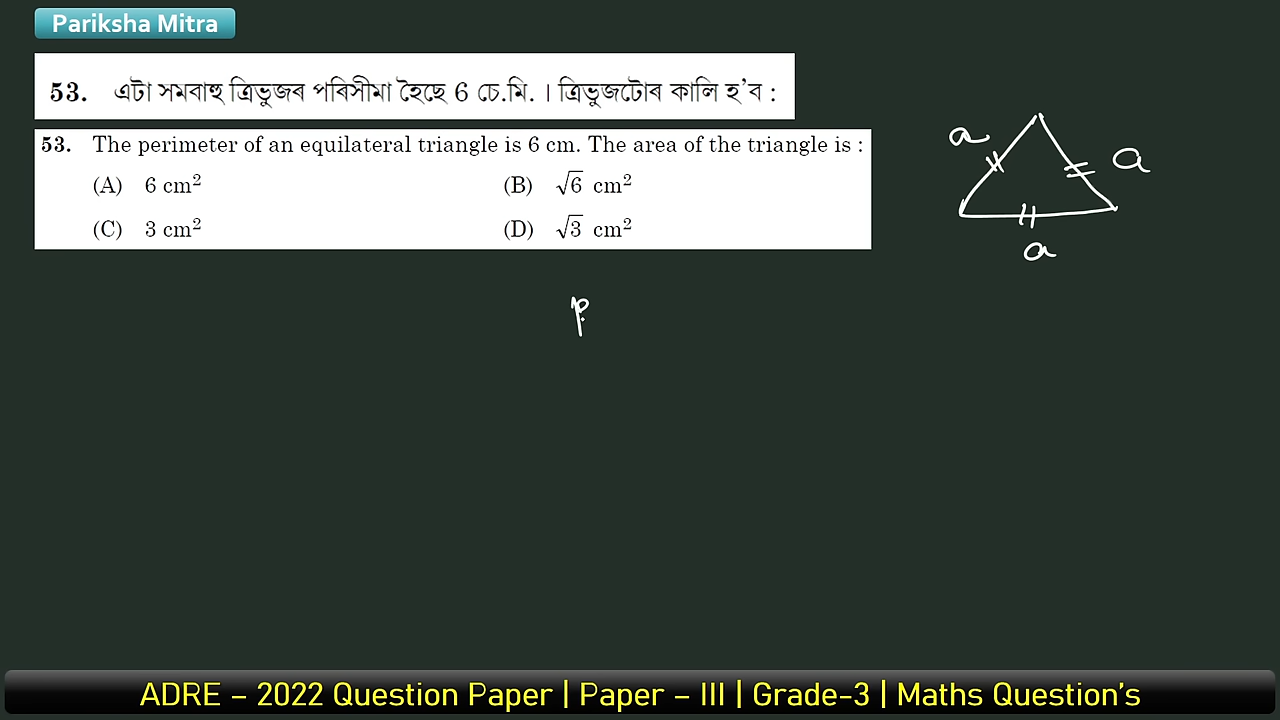 Pariksha Mitra
53. এটা সমবাহু ত্ৰিভুজৰ পৰিসীমা হৈছে 6 চে.মি. । ত্ৰিভুজটোৰ কালি হ’ব :
53. The perimeter of an equilateral triangle is 6 cm. The area of the triangle is :
(A) 6 cm² (B) √6 cm²
(C) 3 cm² (D) √3 cm²
a
a
a
p
ADRE – 2022 Question Paper | Paper – III | Grade-3 | Maths Question’s